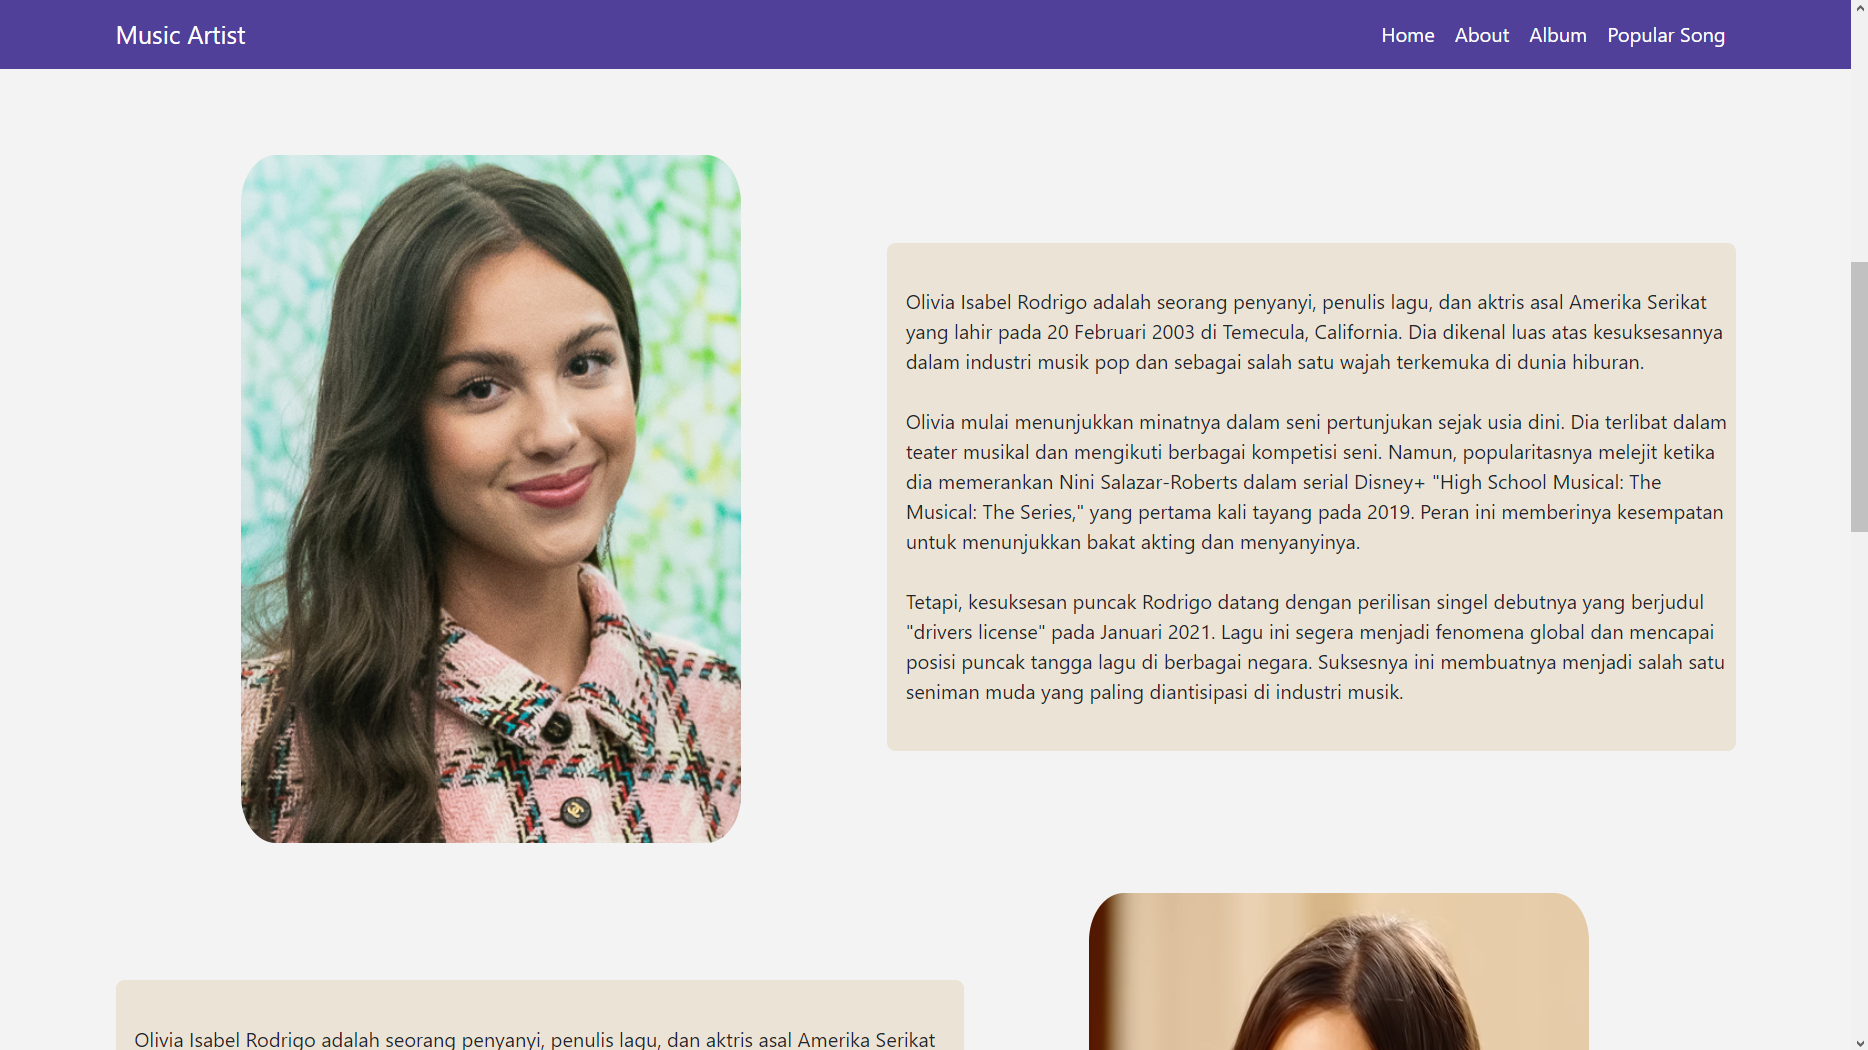 Music Artist
Home About Album Popular Song
Olivia Isabel Rodrigo adalah seorang penyanyi, penulis lagu, dan aktris asal Amerika Serikat
yang lahir pada 20 Februari 2003 di Temecula, California. Dia dikenal luas atas kesuksesannya
dalam industri musik pop dan sebagai salah satu wajah terkemuka di dunia hiburan.
Olivia mulai menunjukkan minatnya dalam seni pertunjukan sejak usia dini. Dia terlibat dalam
teater musikal dan mengikuti berbagai kompetisi seni. Namun, popularitasnya melejit ketika
dia memerankan Nini Salazar-Roberts dalam serial Disney+ "High School Musical: The
Musical: The Series," yang pertama kali tayang pada 2019. Peran ini memberinya kesempatan
untuk menunjukkan bakat akting dan menyanyinya.
Tetapi, kesuksesan puncak Rodrigo datang dengan perilisan singel debutnya yang berjudul
"drivers license" pada Januari 2021. Lagu ini segera menjadi fenomena global dan mencapai
posisi puncak tangga lagu di berbagai negara. Suksesnya ini membuatnya menjadi salah satu
seniman muda yang paling diantisipasi di industri musik.
Olivia Isabel Rodrigo adalah seorang penyanyi, penulis lagu, dan aktris asal Amerika Serikat